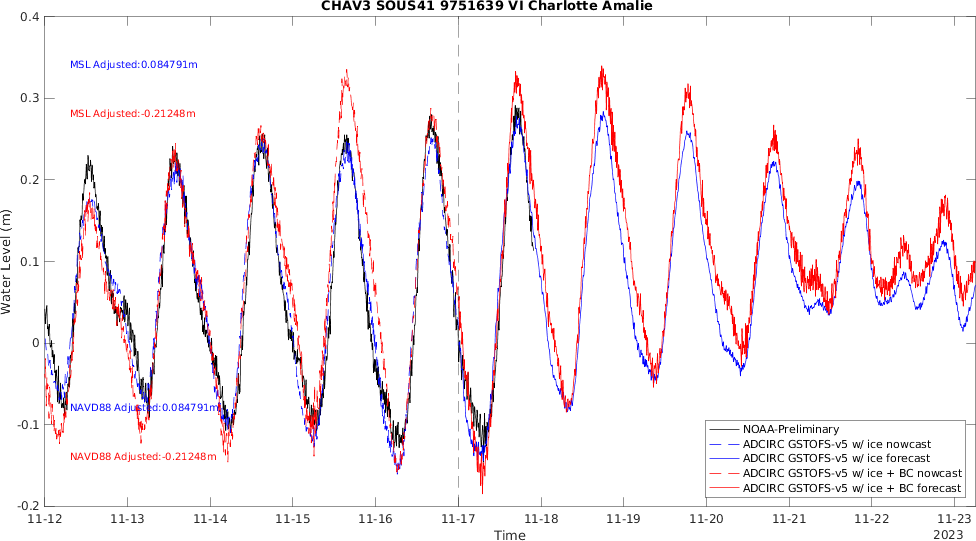 CHAV3 SOUS41 9751639 VI Charlotte Amalie
0.4
MSL Adjusted:0.084791m
0.3
MSL Adjusted:-0.21248m
0.2
Water Level (m)
0.1
0
NAVD88 Adjusted:0.084791m
-0.1
NAVD88 Adjusted:-0.21248m
-0.2
NOAA-Preliminary
ADCIRC GSTOFS-v5 w/ ice nowcast
ADCIRC GSTOFS-v5 w/ ice forecast
ADCIRC GSTOFS-v5 w/ ice + BC nowcast
ADCIRC GSTOFS-v5 w/ ice + BC forecast
11-12 11-13 11-14 11-15 11-16 11-17 11-18 11-19 11-20 11-21 11-22 11-23
Time
2023